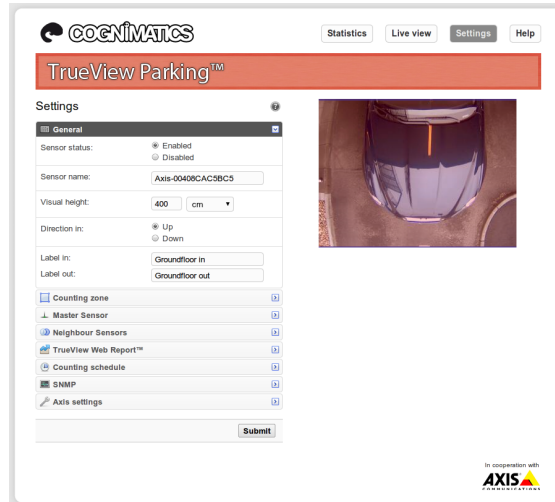 COGNIMATICS
Statistics
Live view
Settings
Help
TrueView Parking™
Settings
General
Sensor status:
Enabled
Disabled
Sensor name:
Axis-00408CAC5BC5
Visual height:
400
cm
Direction in:
Up
Down
Label in:
Groundfloor in
Label out:
Groundfloor out
Counting zone
Master Sensor
Neighbour Sensors
TrueView Web Report™
Counting schedule
SNMP
Axis settings
Submit
In cooperation with
AXIS
COMMUNICATIONS